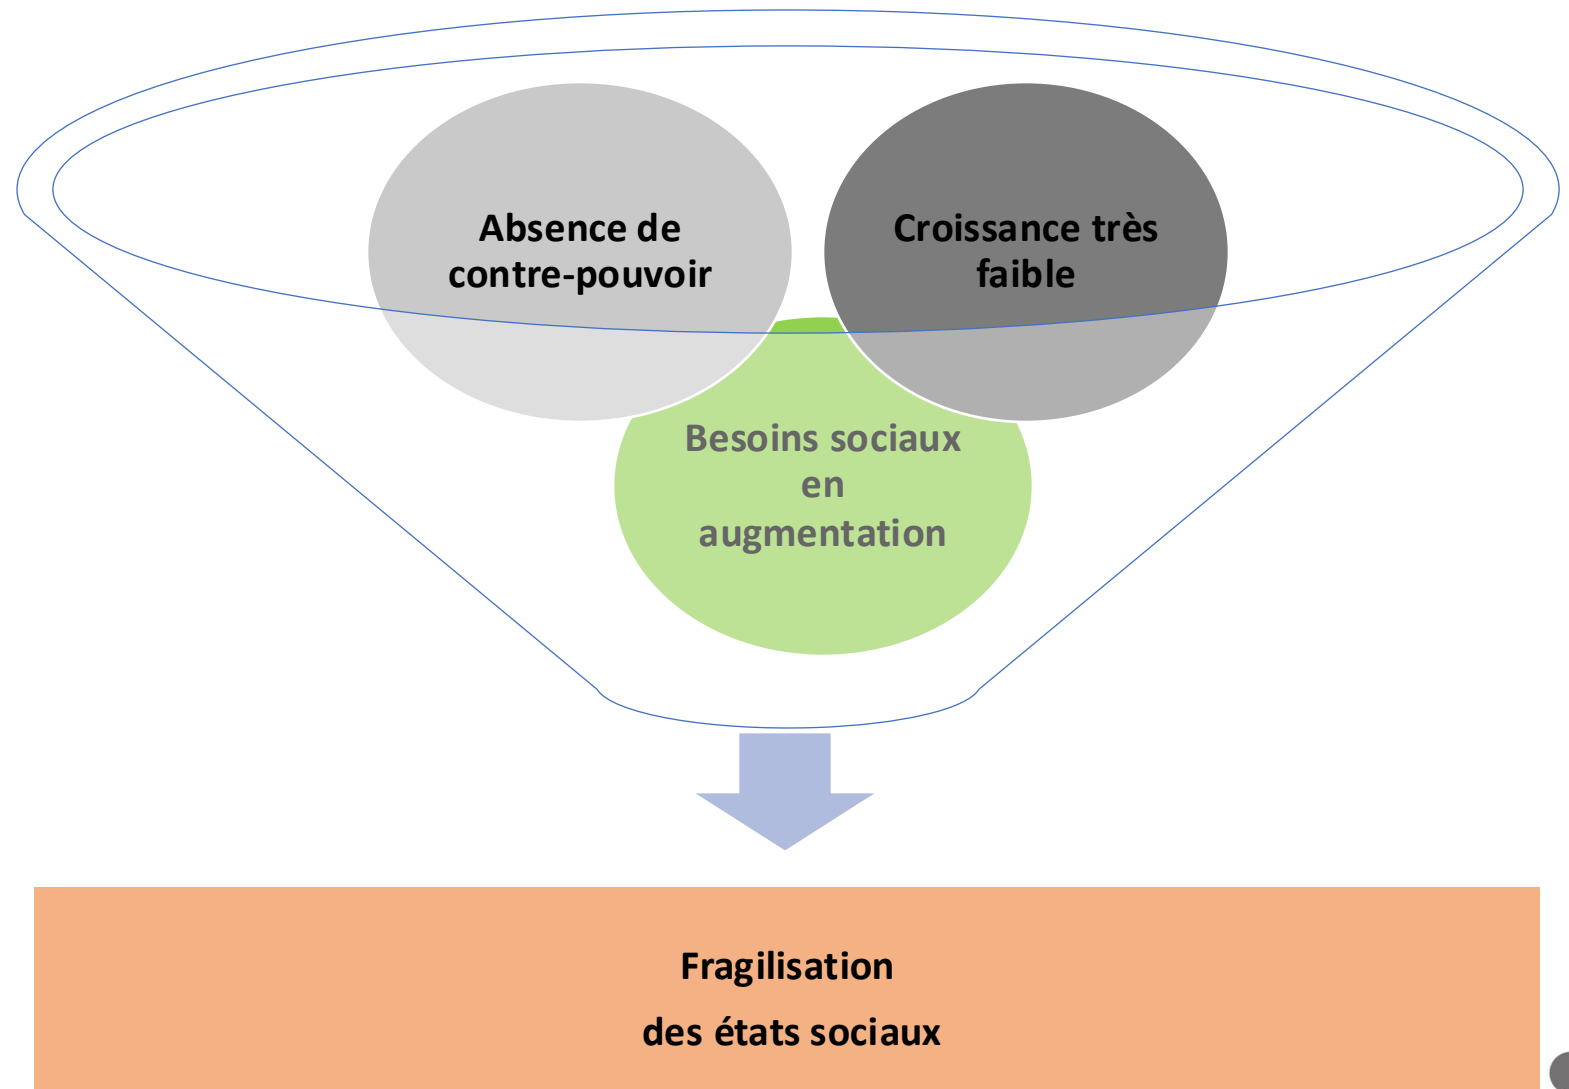 Absence de
contre-pouvoir
Croissance très
faible
Besoins sociaux
en
augmentation
Fragilisation
des états sociaux